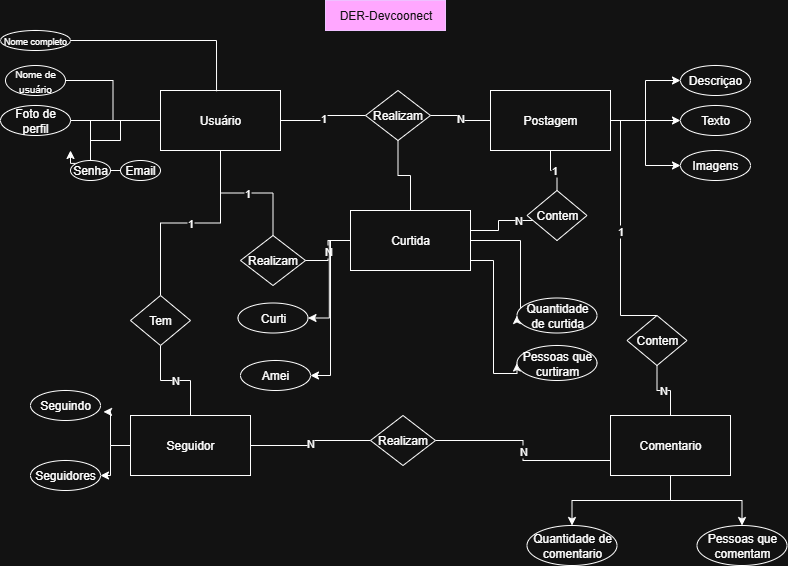 DER-Devcoonect
Nome completo
Nome de
usuário
Foto de
perfil
Senha
Email
Usuário
1
Realizam
N
Postagem
Descriçao
Texto
Imagens
1
Contem
N
Curtida
1
1
Realizam
N
1
Curti
Amei
Quantidade
de curtida
Pessoas que
curtiram
Tem
N
Contem
N
Seguindo
Seguidores
Seguidor
N
Realizam
N
Comentario
Quantidade de
comentario
Pessoas que
comentam